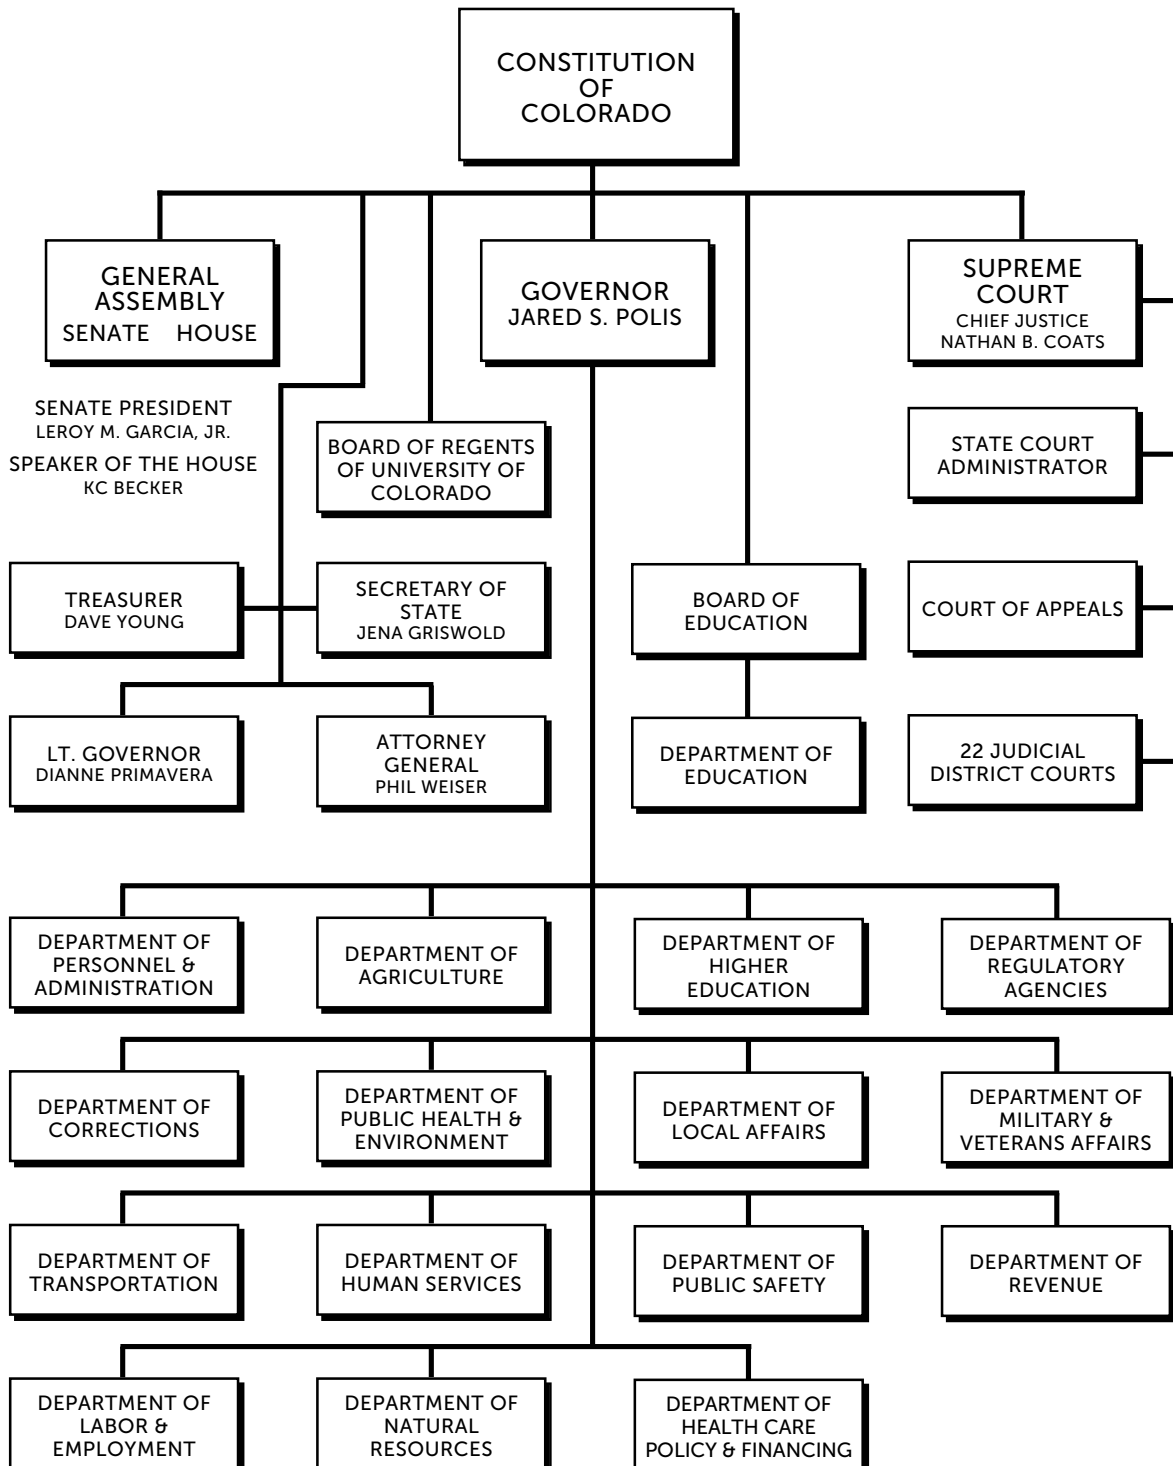 CONSTITUTION
OF
COLORADO
GENERAL
ASSEMBLY
SENATE HOUSE
GOVERNOR
JARED S. POLIS
SUPREME
COURT
CHIEF JUSTICE
NATHAN B. COATS
SENATE PRESIDENT
LEROY M. GARCIA, JR.
SPEAKER OF THE HOUSE
KC BECKER
BOARD OF REGENTS
OF UNIVERSITY OF
COLORADO
STATE COURT
ADMINISTRATOR
TREASURER
DAVE YOUNG
SECRETARY OF
STATE
JENA GRISWOLD
BOARD OF
EDUCATION
COURT OF APPEALS
LT. GOVERNOR
DIANNE PRIMAVERA
ATTORNEY
GENERAL
PHIL WEISER
DEPARTMENT OF
EDUCATION
22 JUDICIAL
DISTRICT COURTS
DEPARTMENT OF
PERSONNEL &
ADMINISTRATION
DEPARTMENT OF
AGRICULTURE
DEPARTMENT OF
HIGHER
EDUCATION
DEPARTMENT OF
REGULATORY
AGENCIES
DEPARTMENT OF
CORRECTIONS
DEPARTMENT OF
PUBLIC HEALTH &
ENVIRONMENT
DEPARTMENT OF
LOCAL AFFAIRS
DEPARTMENT OF
MILITARY &
VETERANS AFFAIRS
DEPARTMENT OF
TRANSPORTATION
DEPARTMENT OF
HUMAN SERVICES
DEPARTMENT OF
PUBLIC SAFETY
DEPARTMENT OF
REVENUE
DEPARTMENT OF
LABOR &
EMPLOYMENT
DEPARTMENT OF
NATURAL
RESOURCES
DEPARTMENT OF
HEALTH CARE
POLICY & FINANCING